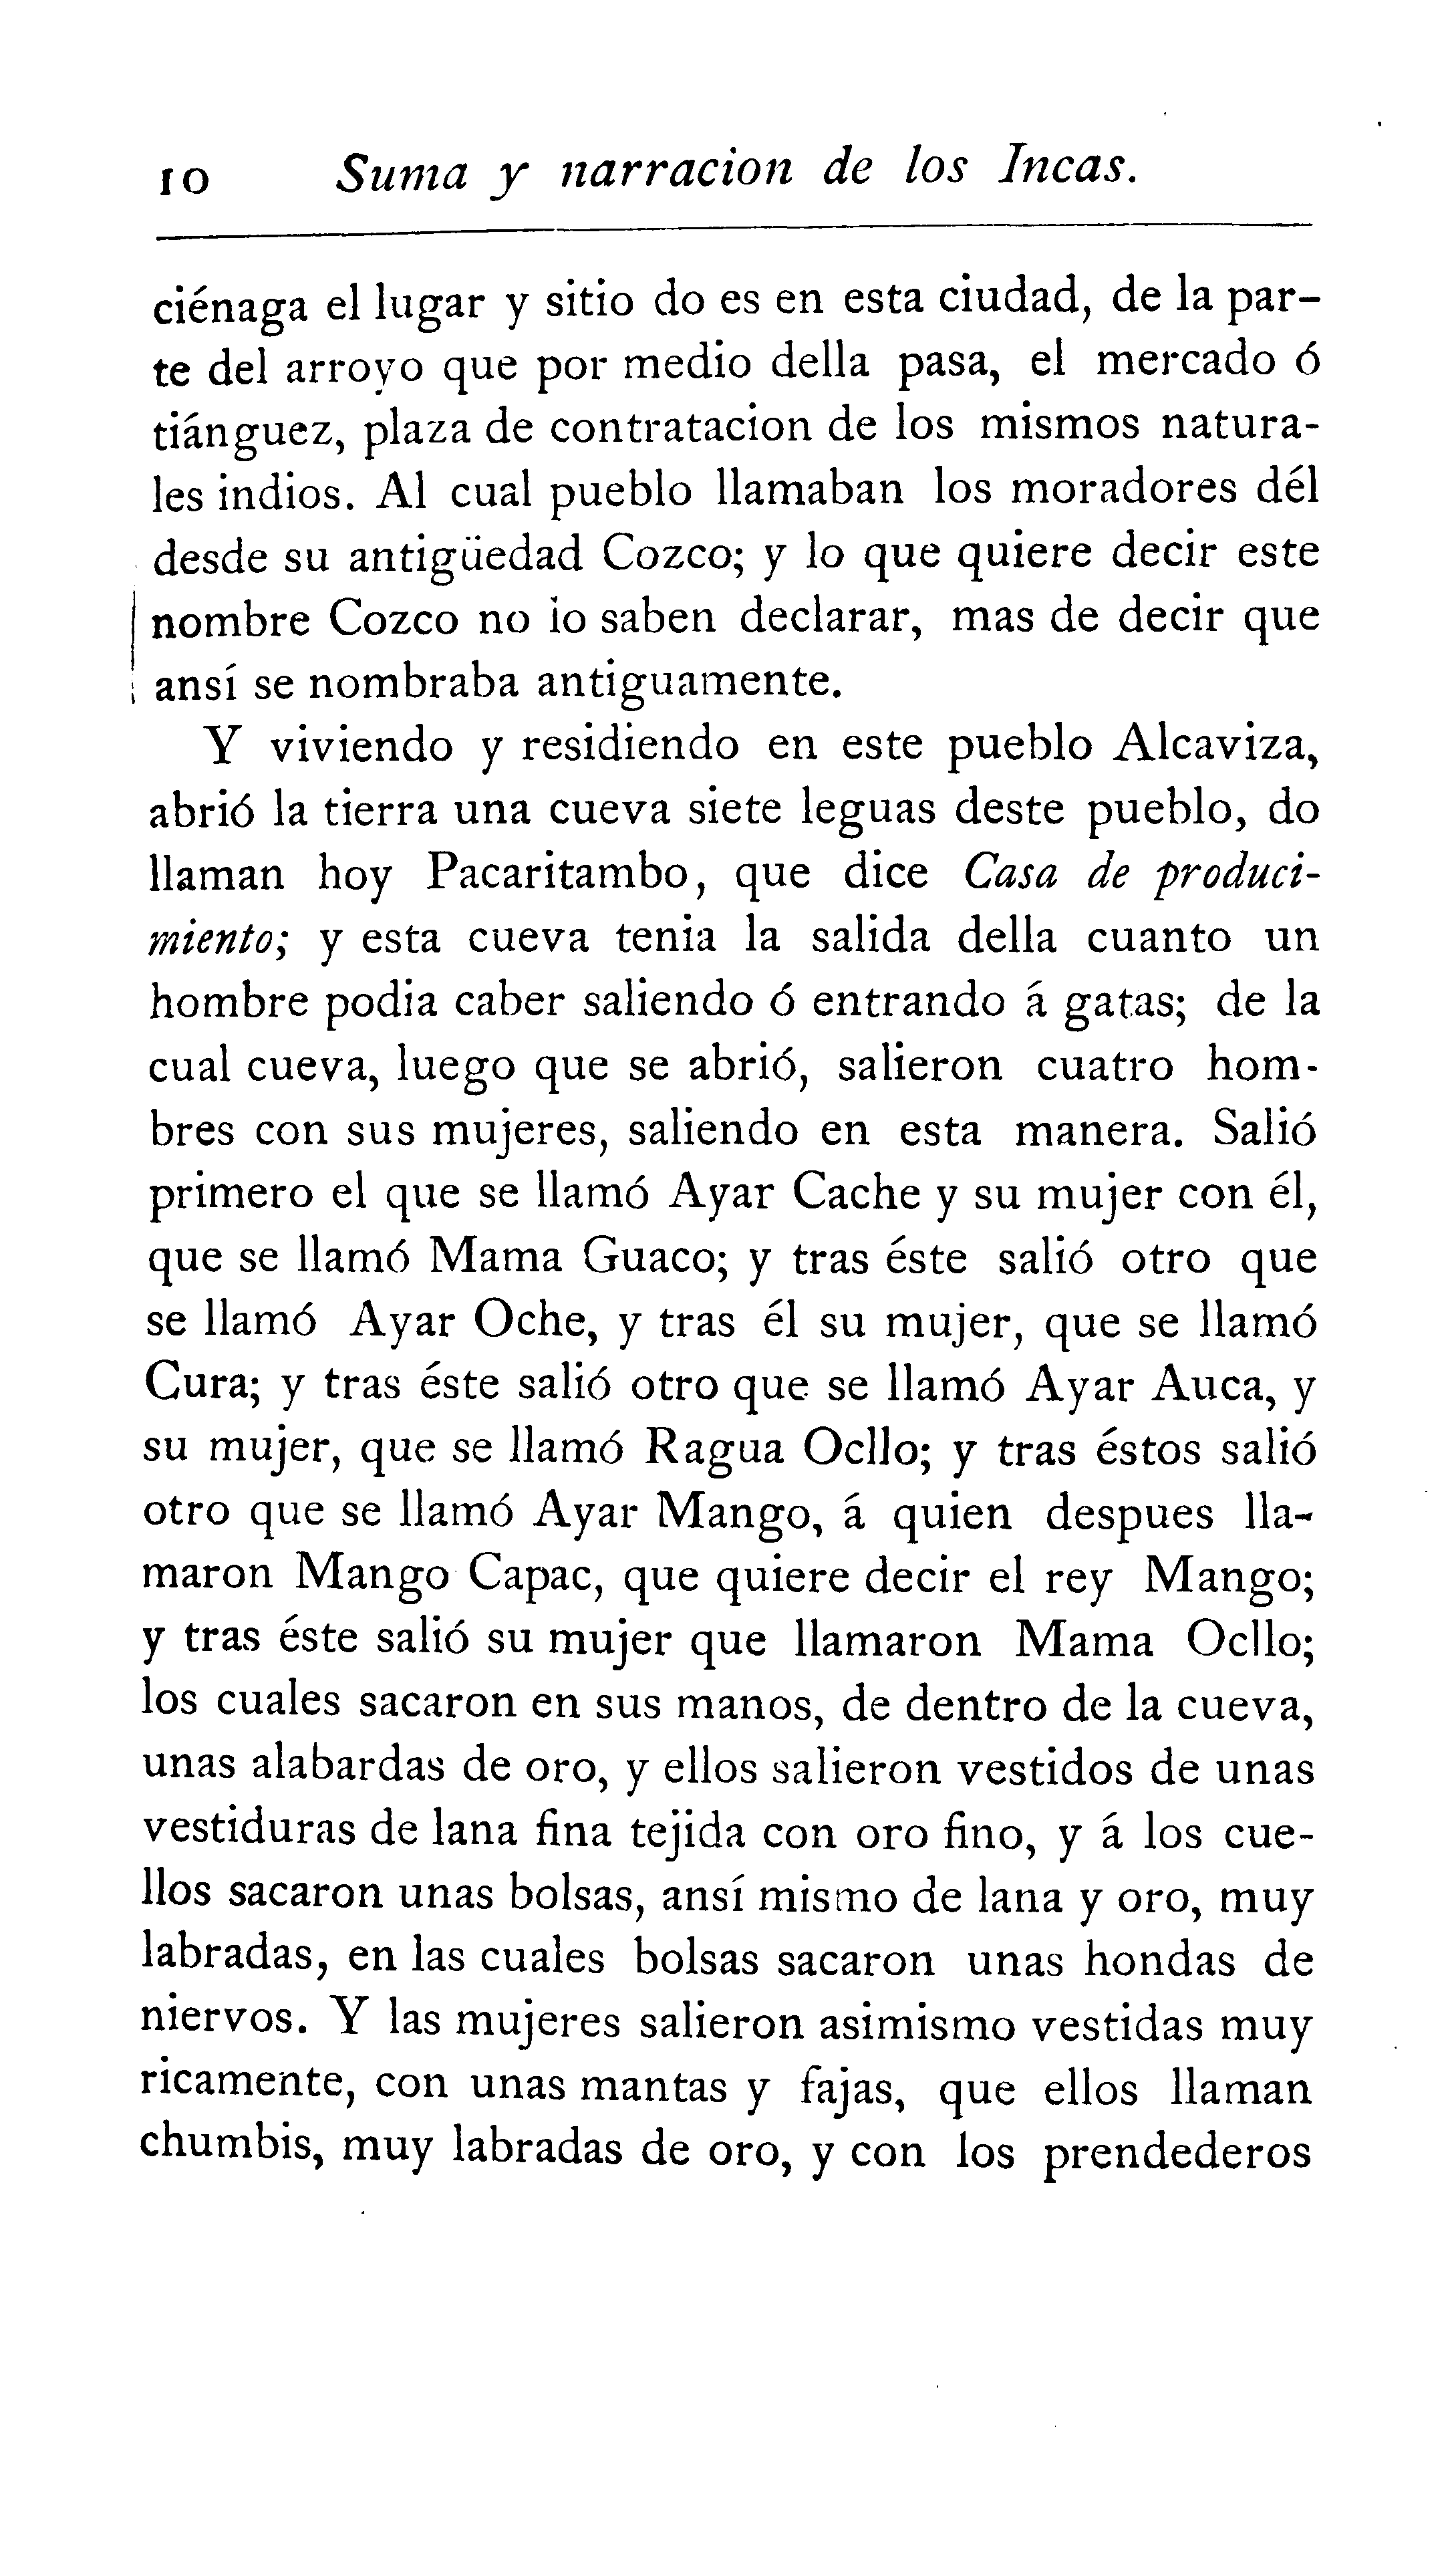 10 Suma y narracion de los Incas.
ciénaga el lugar y sitio do es en esta ciudad, de la par-
te del arroyo que por medio della pasa, el mercado ó
tiánguez, plaza de contratacion de los mismos natura-
les indios. Al cual pueblo llamaban los moradores dél
desde su antigüedad Cozco; y lo que quiere decir este
nombre Cozco no lo saben declarar, mas de decir que
ansí se nombraba antiguamente.
Y viviendo y residiendo en este pueblo Alcaviza,
abrió la tierra una cueva siete leguas deste pueblo, do
llaman hoy Pacaritambo, que dice Casa de produci-
miento; y esta cueva tenia la salida della cuanto un
hombre podia caber saliendo ó entrando á gatas; de la
cual cueva, luego que se abrió, salieron cuatro hom-
bres con sus mujeres, saliendo en esta manera. Salió
primero el que se llamó Ayar Cache y su mujer con él,
que se llamó Mama Guaco; y tras éste salió otro que
se llamó Ayar Oche, y tras él su mujer, que se llamó
Cura; y tras éste salió otro que se llamó Ayar Auca, y
su mujer, que se llamó Ragua Ocllo; y tras éstos salió
otro que se llamó Ayar Mango, á quien despues lla-
maron Mango Capac, que quiere decir el rey Mango;
y tras éste salió su mujer que llamaron Mama Ocllo;
los cuales sacaron en sus manos, de dentro de la cueva,
unas alabardas de oro, y ellos salieron vestidos de unas
vestiduras de lana fina tejida con oro fino, y á los cue-
llos sacaron unas bolsas, ansí mismo de lana y oro, muy
labradas, en las cuales bolsas sacaron unas hondas de
niervos. Y las mujeres salieron asimismo vestidas muy
ricamente, con unas mantas y fajas, que ellos llaman
chumbis, muy labradas de oro, y con los prendederos